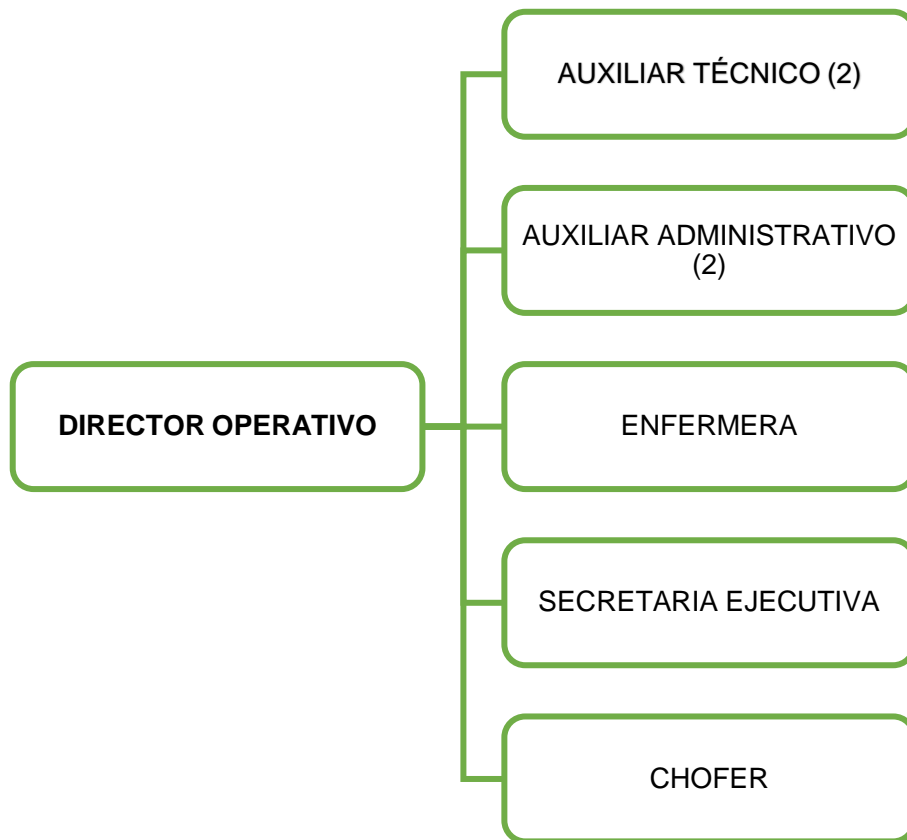 AUXILIAR TÉCNICO (2)
AUXILIAR ADMINISTRATIVO
(2)
DIRECTOR OPERATIVO
ENFERMERA
SECRETARIA EJECUTIVA
CHOFER